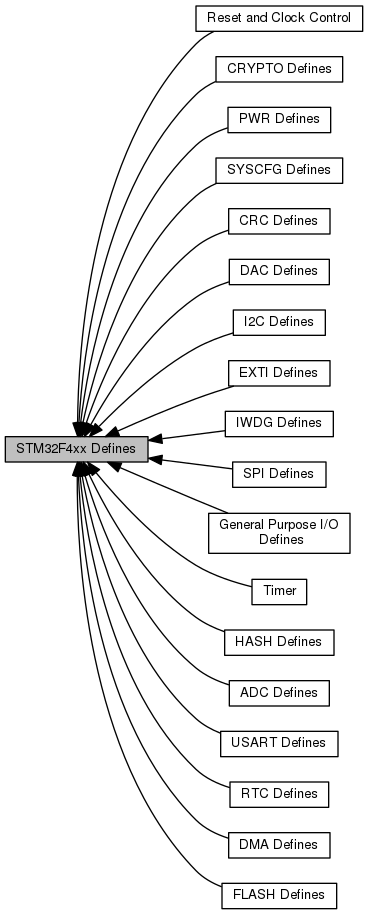 Reset and Clock Control
CRYPTO Defines
PWR Defines
SYSCFG Defines
CRC Defines
DAC Defines
I2C Defines
EXTI Defines
IWDG Defines
STM32F4xx Defines
SPI Defines
General Purpose I/O
Defines
Timer
HASH Defines
ADC Defines
USART Defines
RTC Defines
DMA Defines
FLASH Defines